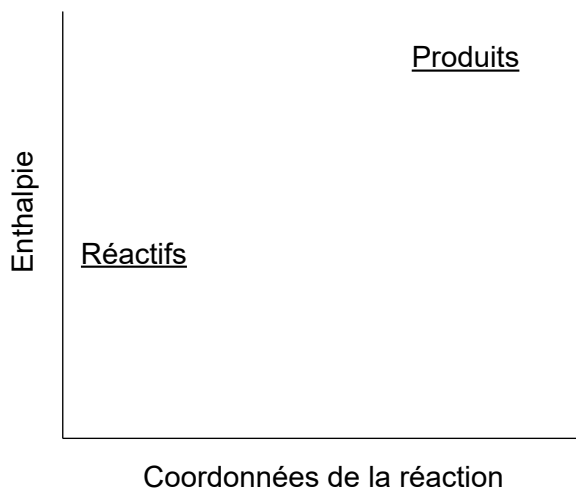 Produits
Enthalpie
Réactifs
Coordonnées de la réaction